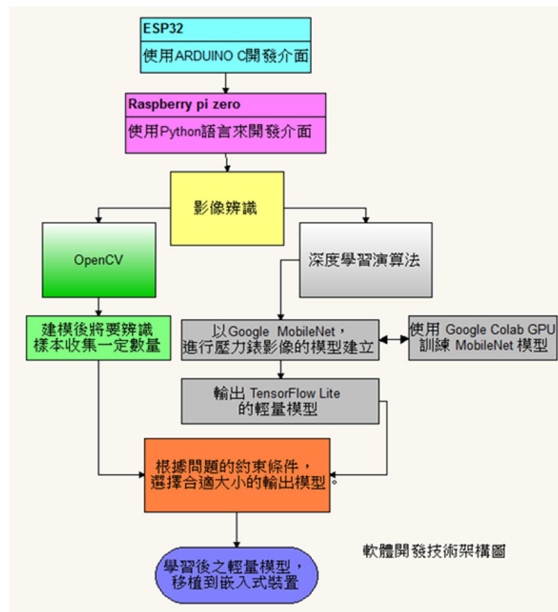 ESP32
使用ARDUINO C開發介面
Raspberry pi zero
使用Python語言來開發介面
影像辨識
OpenCV
深度學習演算法
建模後將要辨識
樣本收集一定數量
以Google MobileNet，
進行壓力錶影像的模型建立
使用 Google Colab GPU
訓練 MobileNet 模型
輸出 TensorFlow Lite
的輕量模型
根據問題的約束條件，
選擇合適大小的輸出模型。
學習後之輕量模型，
移植到嵌入式裝置
軟體開發技術架構圖